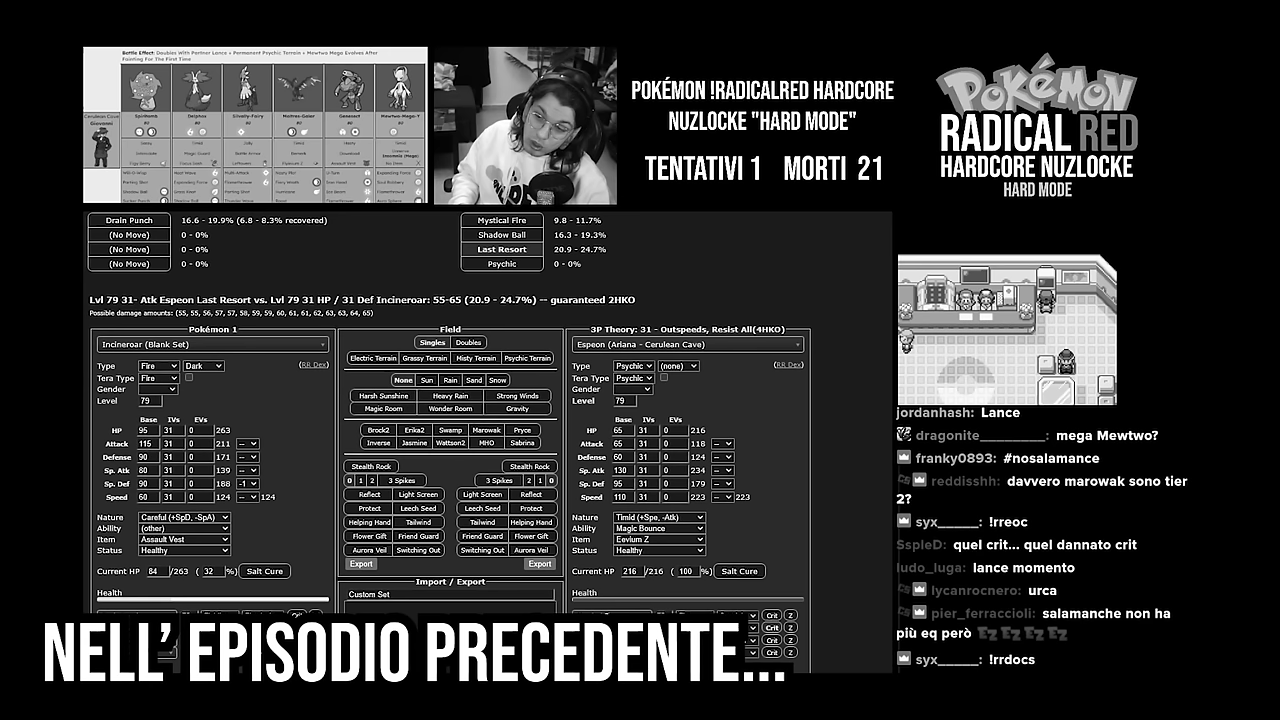 Battle Effect: Doubles With Partner Lance + Permanent Psychic Terrain + Mewtwo Mega Evolves After
Fainting For The First Time
Cerulean Cave
Giovanni
Spiritomb
Delphox
Silvally-Fairy
Moltres-Galar
Genesect
Mewtwo-Mega-Y
POKÉMON !RADICALRED HARDCORE
NUZLOCKE "HARD MODE"
TENTATIVI 1 MORTI 21
POKéMON
RADICAL RED
HARDCORE NUZLOCKE
HARD MODE
Drain Punch 16.6 - 19.9% (6.8 - 8.3% recovered)
(No Move) 0 - 0%
(No Move) 0 - 0%
(No Move) 0 - 0%
Mystical Fire 9.8 - 11.7%
Shadow Ball 16.3 - 19.3%
Last Resort 20.9 - 24.7%
Psychic 0 - 0%
Lvl 79 31- Atk Espeon Last Resort vs. Lvl 79 31 HP / 31 Def Incineroar: 55-65 (20.9 - 24.7%) -- guaranteed 2HKO
Possible damage amounts: (55, 55, 56, 57, 57, 58, 59, 59, 60, 61, 61, 62, 63, 63, 64, 65)
Pokémon 1
Incineroar (Blank Set)
Type Fire Dark (RR Dex)
Tera Type Fire
Gender
Level 79
Base IVs EVs
HP 95 31 0 263
Attack 115 31 0 211 --
Defense 90 31 0 171 --
Sp. Atk 80 31 0 139 --
Sp. Def 90 31 0 188 -1
Speed 60 31 0 124 -- 124
Nature Careful (+SpD, -SpA)
Ability (other)
Item Assault Vest
Status Healthy
Current HP 84 /263 ( 32 %) Salt Cure
Health
Field
Singles Doubles
Electric Terrain Grassy Terrain Misty Terrain Psychic Terrain
None Sun Rain Sand Snow
Harsh Sunshine Heavy Rain Strong Winds
Magic Room Wonder Room Gravity
Brock2 Erika2 Swamp Marowak Pryce
Inverse Jasmine Wattson2 MHO Sabrina
Stealth Rock Stealth Rock
0 1 2 3 Spikes 3 Spikes 2 1 0
Reflect Light Screen Light Screen Reflect
Protect Leech Seed Leech Seed Protect
Helping Hand Tailwind Tailwind Helping Hand
Flower Gift Friend Guard Friend Guard Flower Gift
Aurora Veil Switching Out Switching Out Aurora Veil
Export Export
Import / Export
Custom Set
3P Theory: 31 - Outspeeds, Resist All(4HKO)
Espeon (Ariana - Cerulean Cave)
Type Psychic (none) (RR Dex)
Tera Type Psychic
Gender
Level 79
Base IVs EVs
HP 65 31 0 216
Attack 65 31 0 118 --
Defense 60 31 0 124 --
Sp. Atk 130 31 0 234 --
Sp. Def 95 31 0 179 --
Speed 110 31 0 223 -- 223
Nature Timid (+Spe, -Atk)
Ability Magic Bounce
Item Eevium Z
Status Healthy
Current HP 216 /216 ( 100 %) Salt Cure
Health
Crit Z
Crit Z
Crit Z
Crit Z
jordanhash: Lance
dragonite________: mega Mewtwo?
franky0893: #nosalamance
reddisshh: davvero marowak sono tier
2?
syx_____: !rreoc
SspleD: quel crit... quel dannato crit
ludo_luga: lance momento
lycanrocnero: urca
pier_ferraccioli: salamanche non ha
più eq però Ez Ez Ez Ez
syx_____: !rrdocs
NELL' EPISODIO PRECEDENTE...